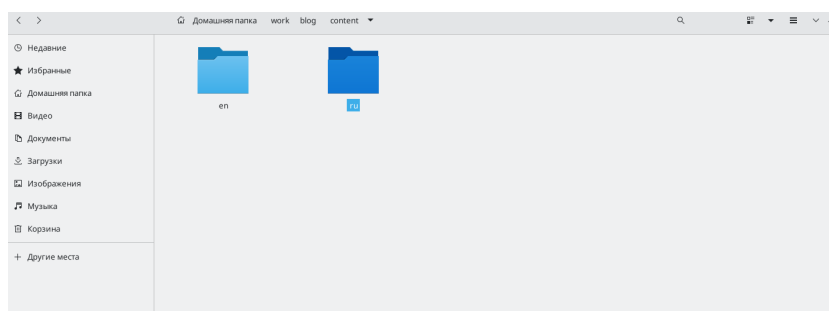 Домашняя папка work blog content
Недавние
Избранные
Домашняя папка
Видео
Документы
Загрузки
Изображения
Музыка
Корзина
Другие места
en ru